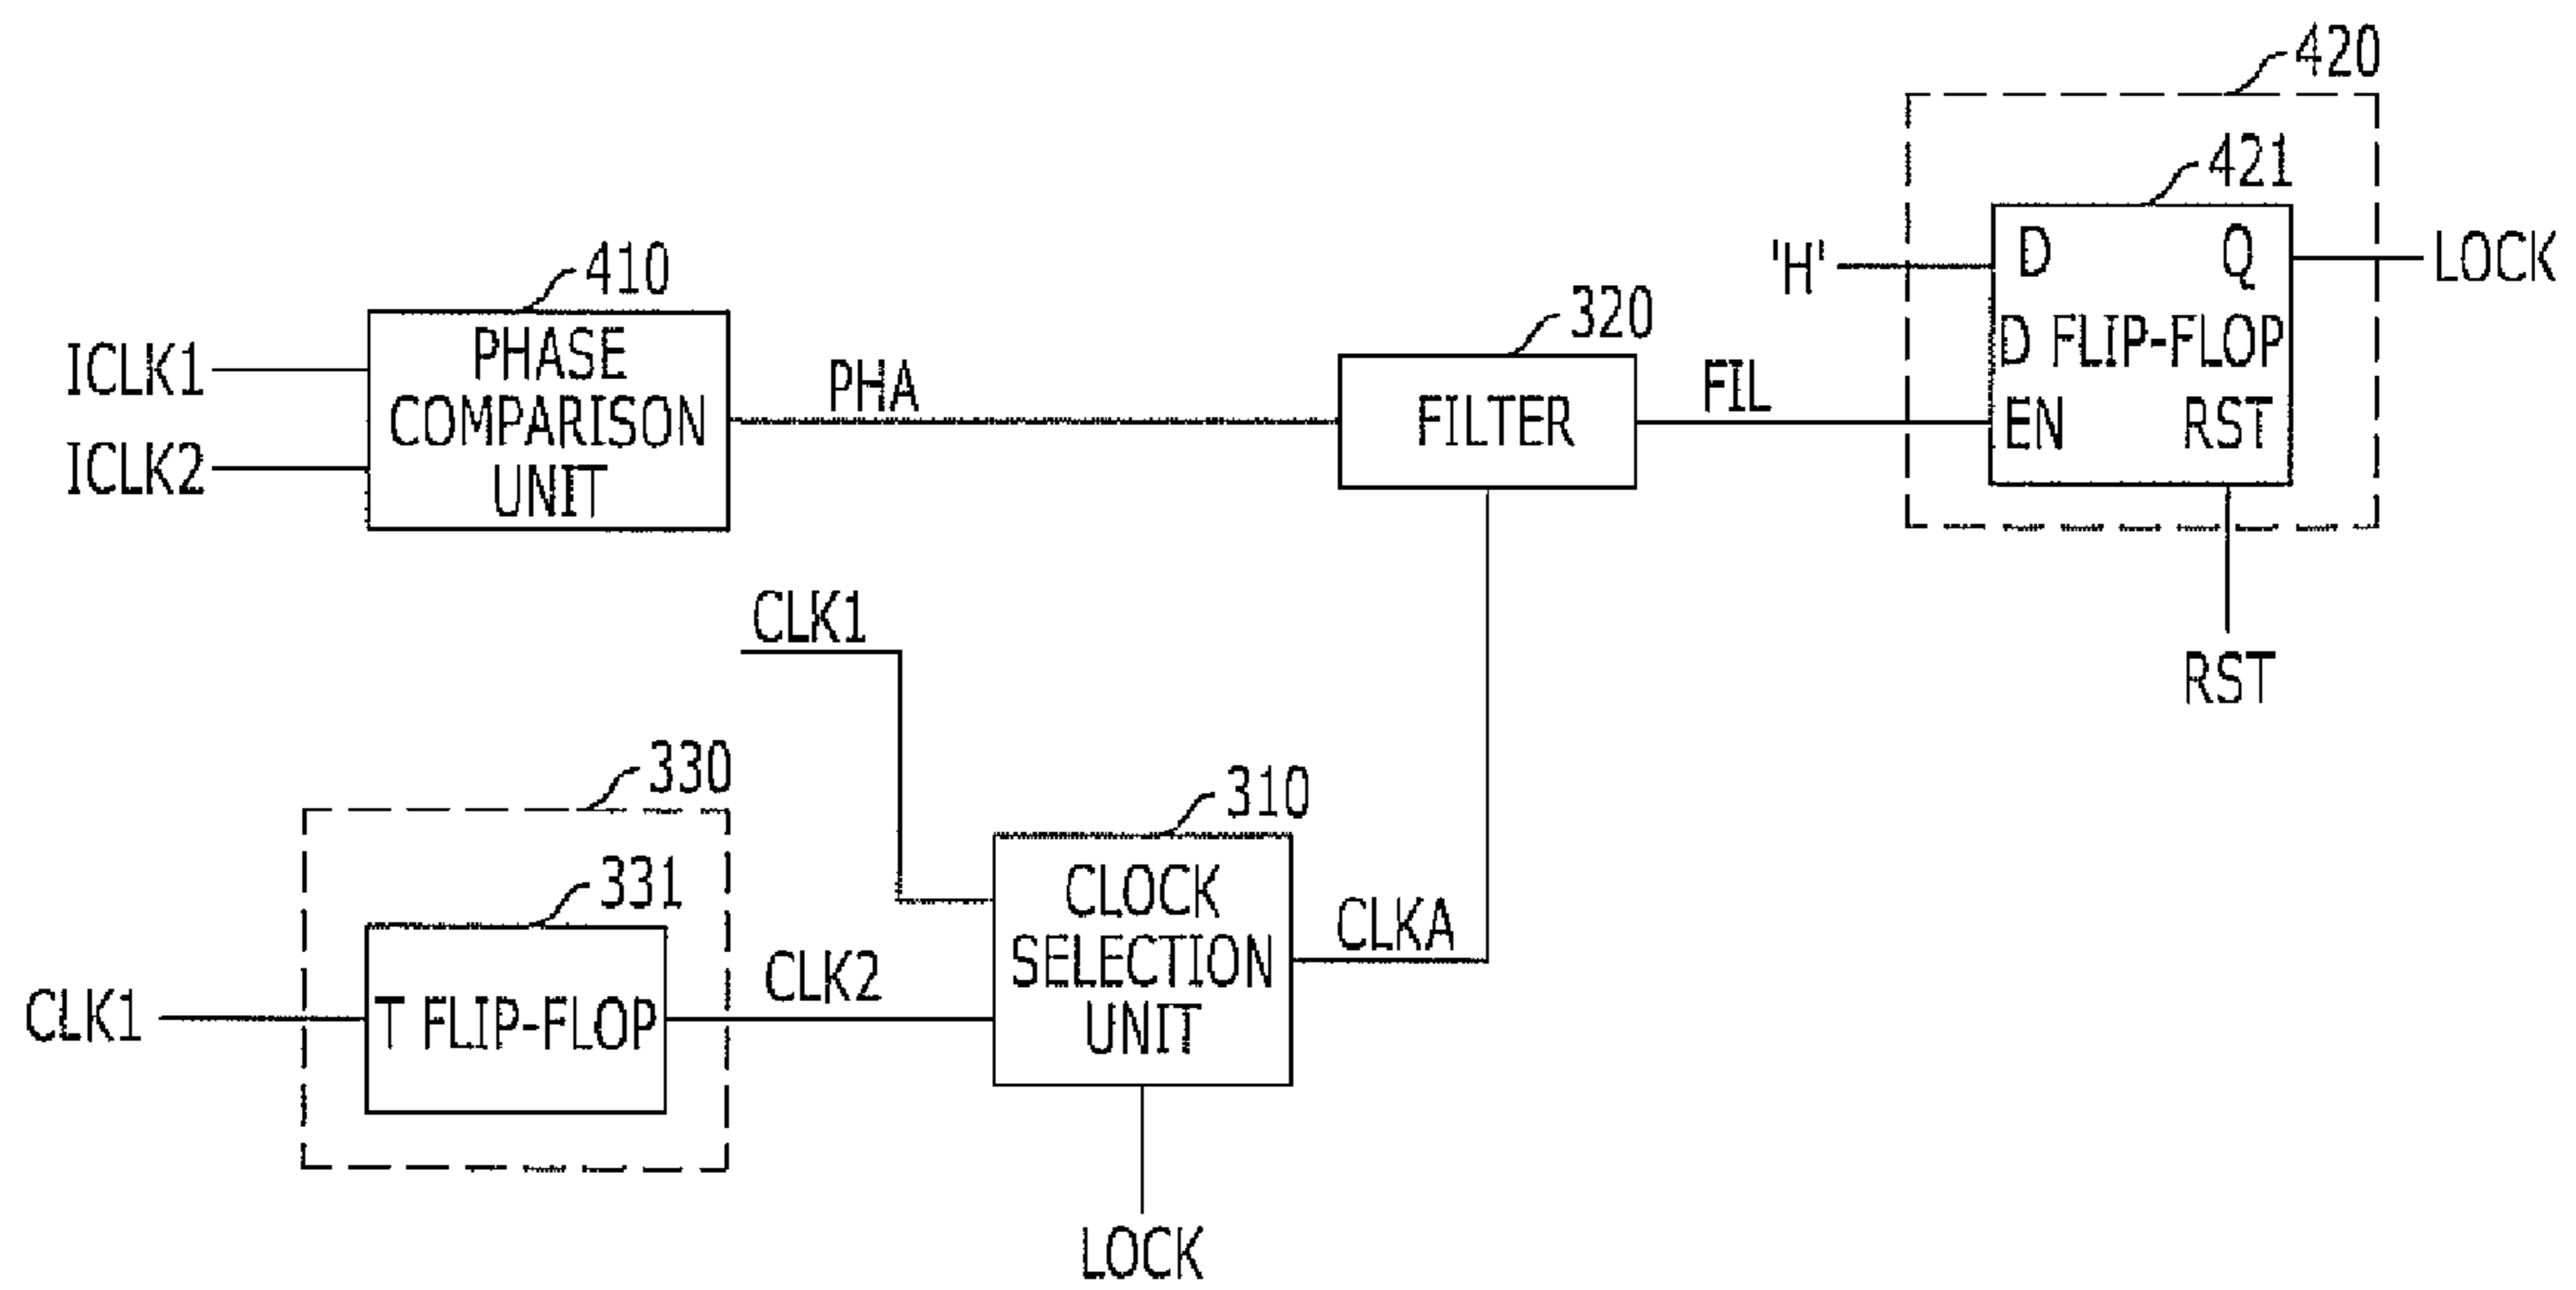 420
421
'H'
D Q
LOCK
D FLIP-FLOP
EN RST
RST
410
ICLK1
ICLK2
PHASE
COMPARISON
UNIT
PHA
320
FILTER
FIL
CLK1
330
331
CLK1
T FLIP-FLOP
CLK2
310
CLOCK
SELECTION
UNIT
CLKA
LOCK